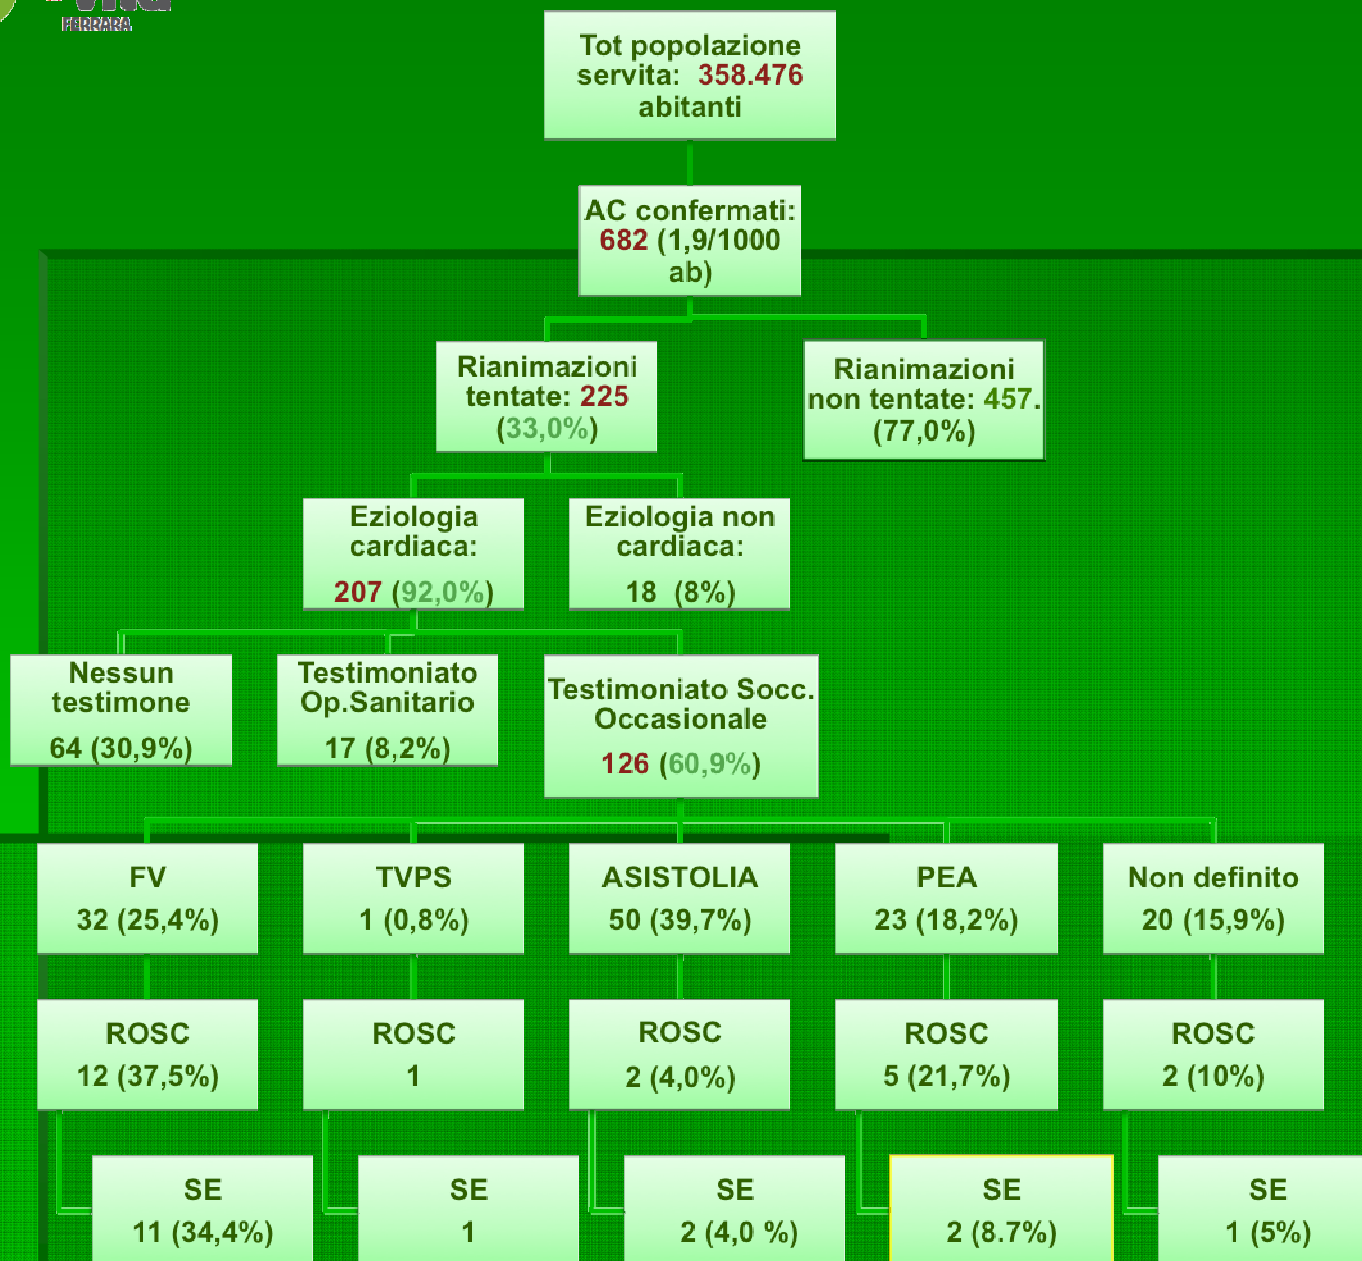 FERRARA
Tot popolazione
servita: 358.476
abitanti
AC confermati:
682 (1,9/1000
ab)
Rianimazioni
tentate: 225
(33,0%)
Rianimazioni
non tentate: 457.
(77,0%)
Eziologia
cardiaca:
207 (92,0%)
Eziologia non
cardiaca:
18 (8%)
Nessun
testimone
64 (30,9%)
Testimoniato
Op.Sanitario
17 (8,2%)
Testimoniato Socc.
Occasionale
126 (60,9%)
FV
32 (25,4%)
TVPS
1 (0,8%)
ASISTOLIA
50 (39,7%)
PEA
23 (18,2%)
Non definito
20 (15,9%)
ROSC
12 (37,5%)
ROSC
1
ROSC
2 (4,0%)
ROSC
5 (21,7%)
ROSC
2 (10%)
SE
11 (34,4%)
SE
1
SE
2 (4,0 %)
SE
2 (8.7%)
SE
1 (5%)